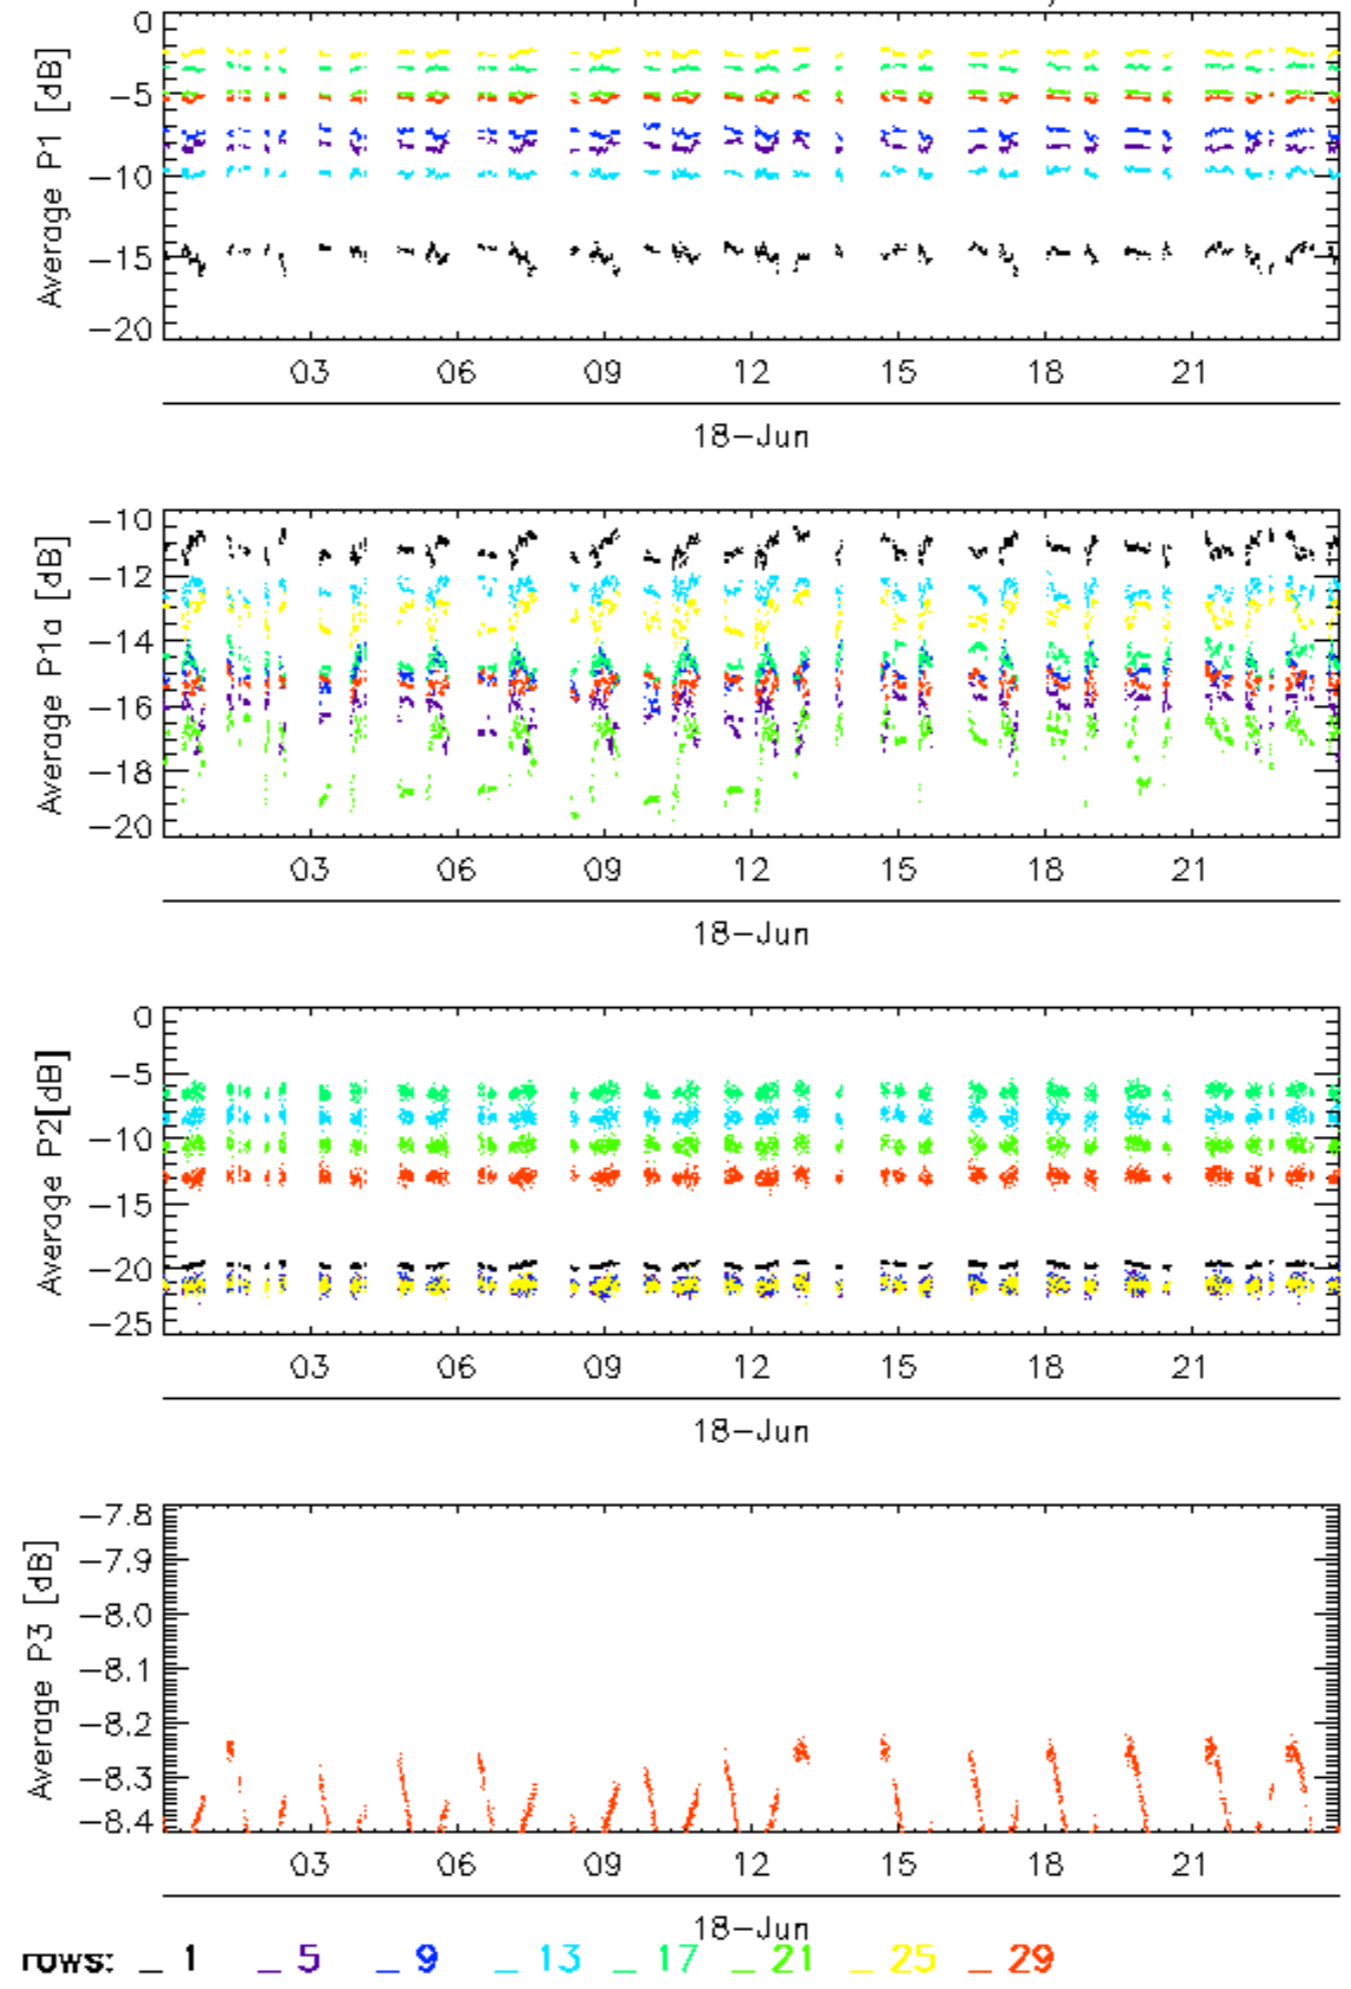 Average P1 [dB]
0
−5
−10
−15
−20
03 06 09 12 15 18 21
18−Jun
Average P1a [dB]
−10
−12
−14
−16
−18
−20
03 06 09 12 15 18 21
18−Jun
Average P2[dB]
0
−5
−10
−15
−20
−25
03 06 09 12 15 18 21
18−Jun
Average P3 [dB]
−7.8
−7.9
−8.0
−8.1
−8.2
−8.3
−8.4
03 06 09 12 15 18 21
18−Jun
rows: _ 1 _ 5 _ 9 _ 13 _ 17 _ 21 _ 25 _ 29